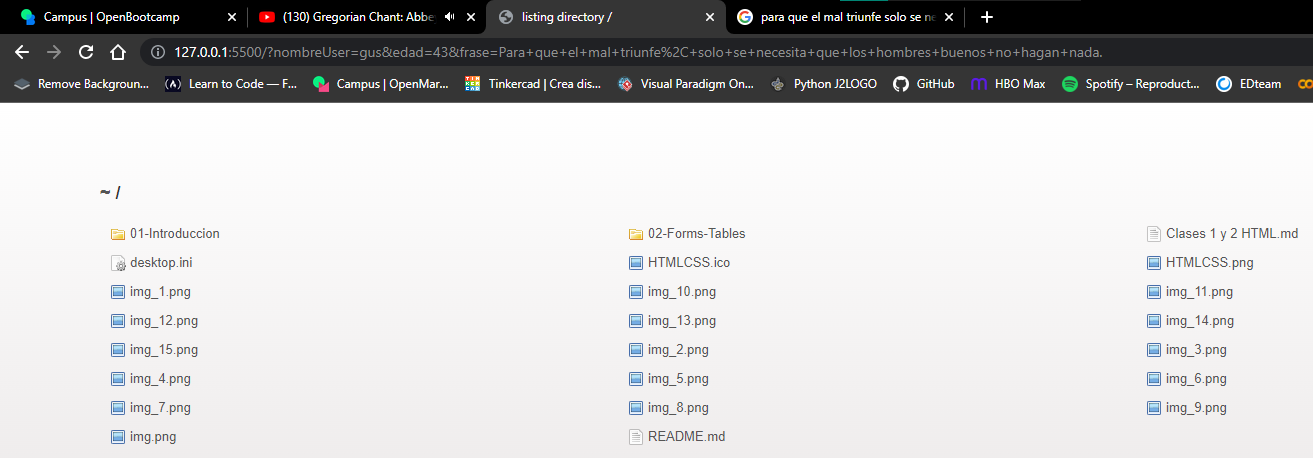 Campus | OpenBootcamp
(130) Gregorian Chant: Abbe
listing directory /
para que el mal triunfe solo se ne
127.0.0.1:5500/?nombreUser=gus&edad=43&frase=Para+que+el+mal+triunfe%2C+solo+se+necesita+que+los+hombres+buenos+no+hagan+nada.
Remove Backgroun... Learn to Code — F... Campus | OpenMar... Tinkercad | Crea dis... Visual Paradigm On... Python J2LOGO GitHub HBO Max Spotify – Reproduct... EDteam
~ /
01-Introduccion 02-Forms-Tables Clases 1 y 2 HTML.md
desktop.ini HTMLCSS.ico HTMLCSS.png
img_1.png img_10.png img_11.png
img_12.png img_13.png img_14.png
img_15.png img_2.png img_3.png
img_4.png img_5.png img_6.png
img_7.png img_8.png img_9.png
img.png README.md